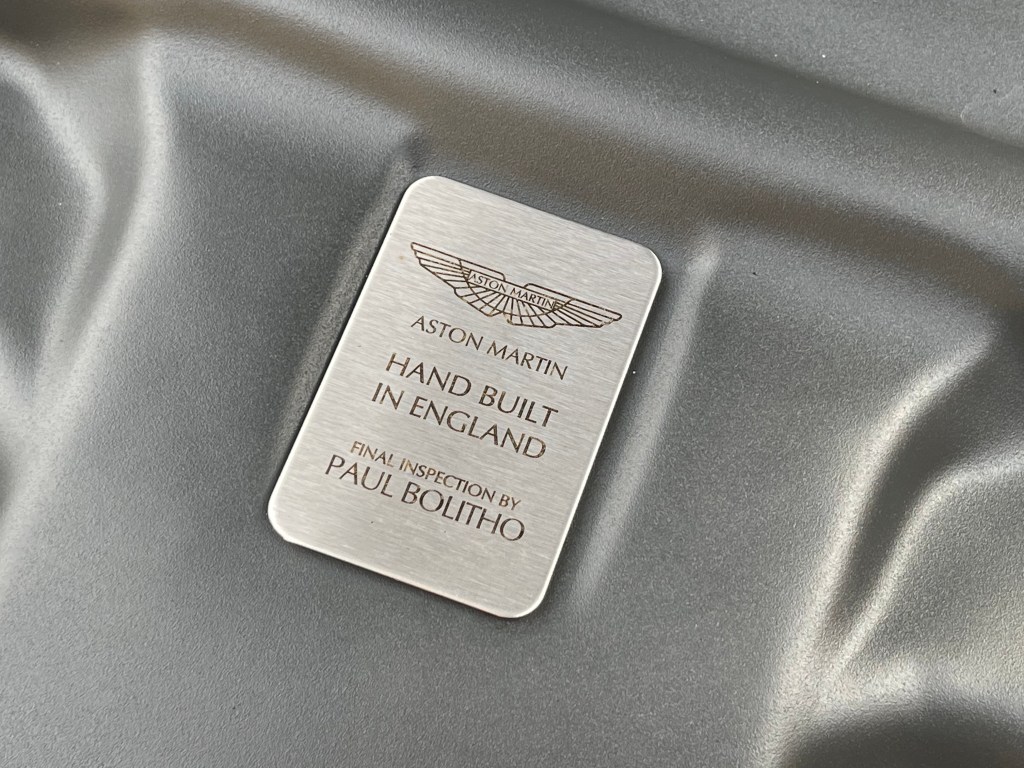 ASTON MARTIN
ASTON MARTIN
HAND BUILT
IN ENGLAND
FINAL INSPECTION BY
PAUL BOLITHO